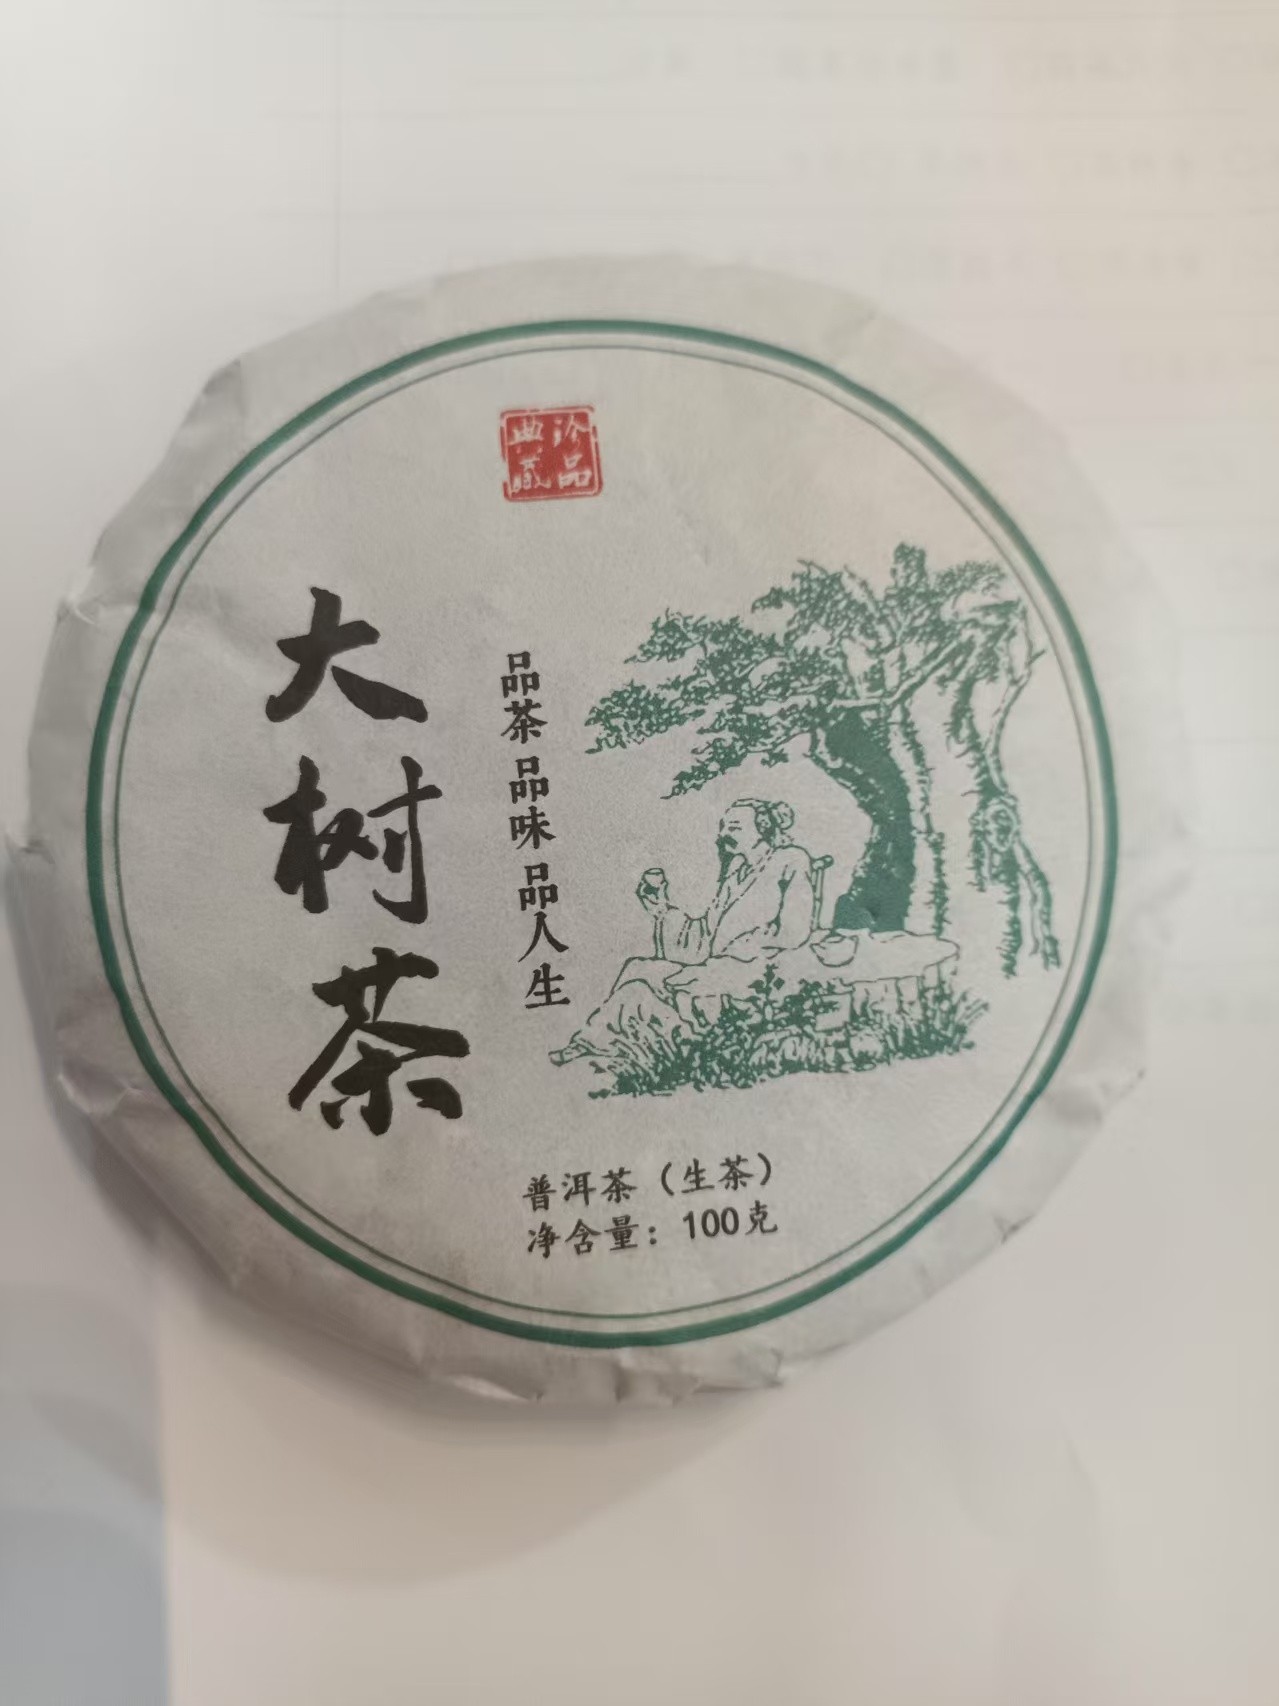 珍品
典藏
大树茶
品茶品味品人生
普洱茶（生茶）
净含量：100克